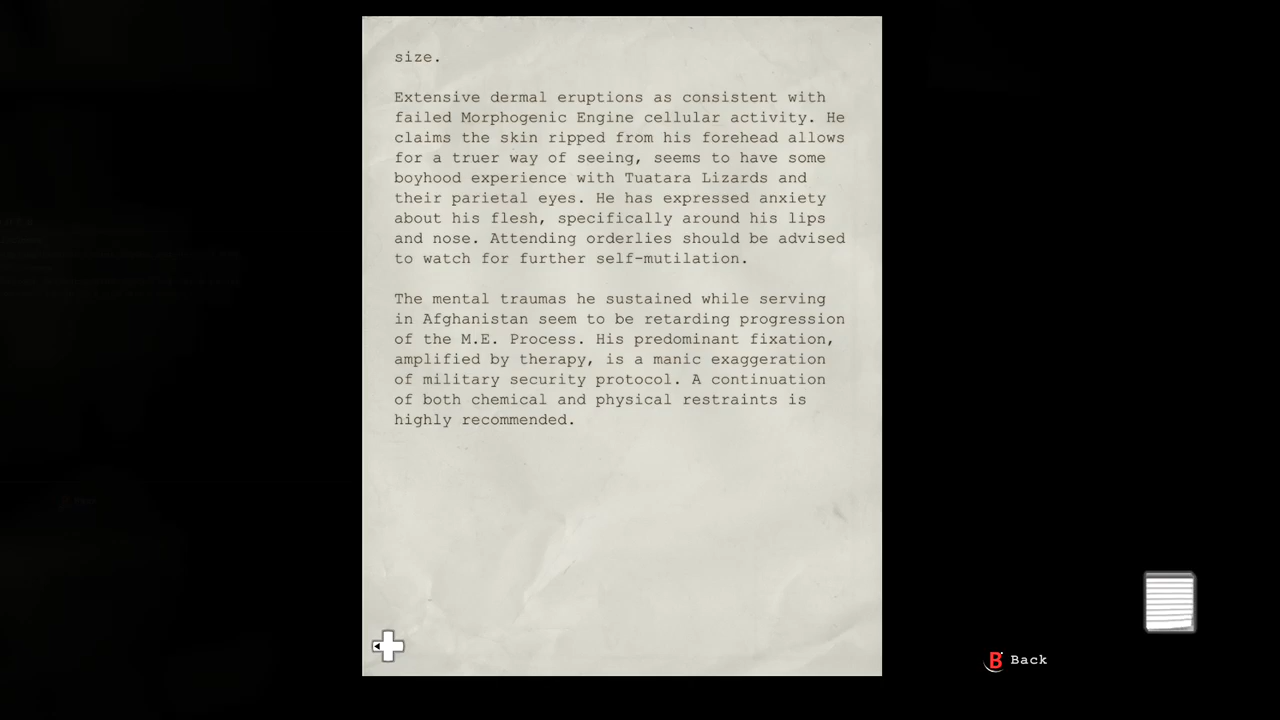 size.
Extensive dermal eruptions as consistent with
failed Morphogenic Engine cellular activity. He
claims the skin ripped from his forehead allows
for a truer way of seeing, seems to have some
boyhood experience with Tuatara Lizards and
their parietal eyes. He has expressed anxiety
about his flesh, specifically around his lips
and nose. Attending orderlies should be advised
to watch for further self-mutilation.
The mental traumas he sustained while serving
in Afghanistan seem to be retarding progression
of the M.E. Process. His predominant fixation,
amplified by therapy, is a manic exaggeration
of military security protocol. A continuation
of both chemical and physical restraints is
highly recommended.
B Back